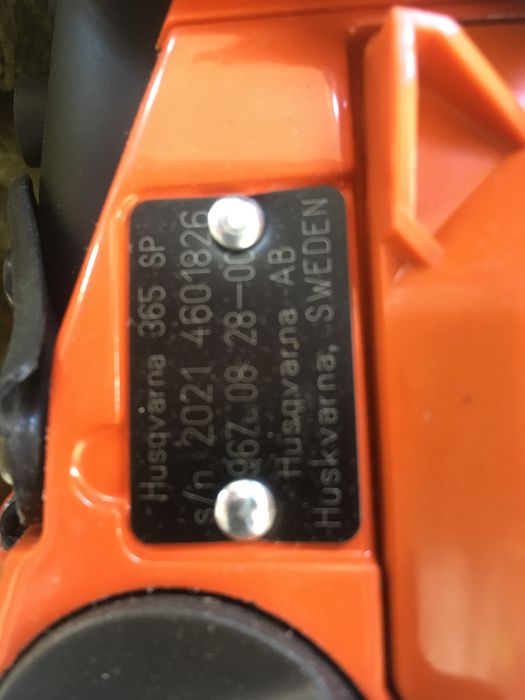 Husqvarna 365 SP
s/n 2021 4601826
967 08 28-00
Husqvarna AB
Huskvarna, SWEDEN